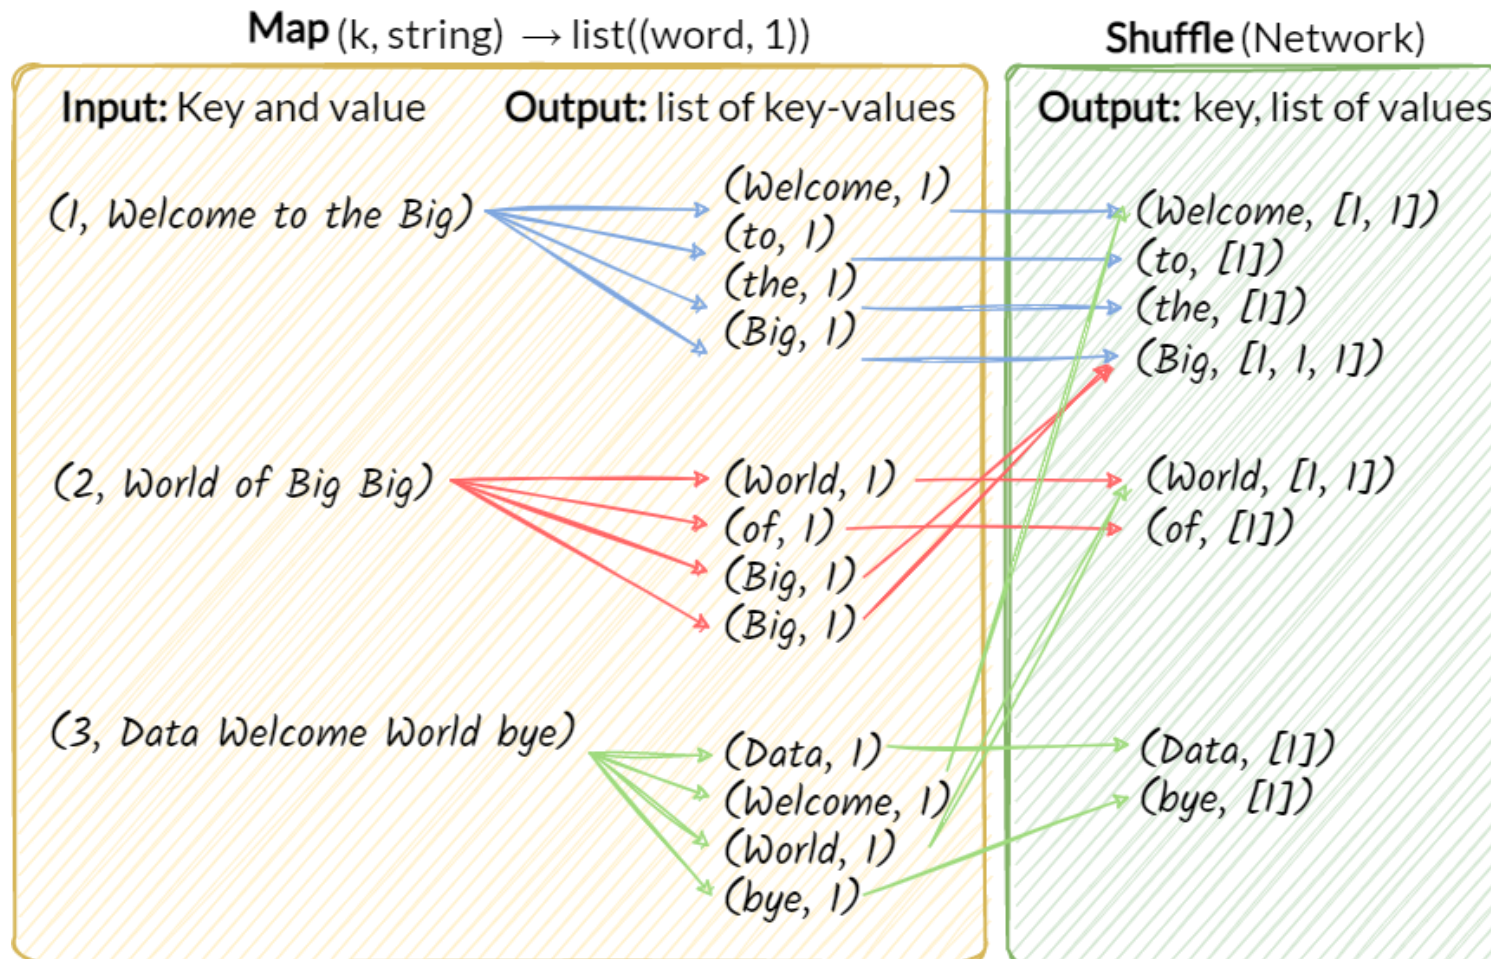 Map (k, string) → list((word, 1))
Input: Key and value
Output: list of key-values
(1, Welcome to the Big)
(Welcome, 1)
(to, 1)
(the, 1)
(Big, 1)
(2, World of Big Big)
(World, 1)
(of, 1)
(Big, 1)
(Big, 1)
(3, Data Welcome World bye)
(Data, 1)
(Welcome, 1)
(World, 1)
(bye, 1)
Shuffle (Network)
Output: key, list of values
(Welcome, [1, 1])
(to, [1])
(the, [1])
(Big, [1, 1, 1])
(World, [1, 1])
(of, [1])
(Data, [1])
(bye, [1])